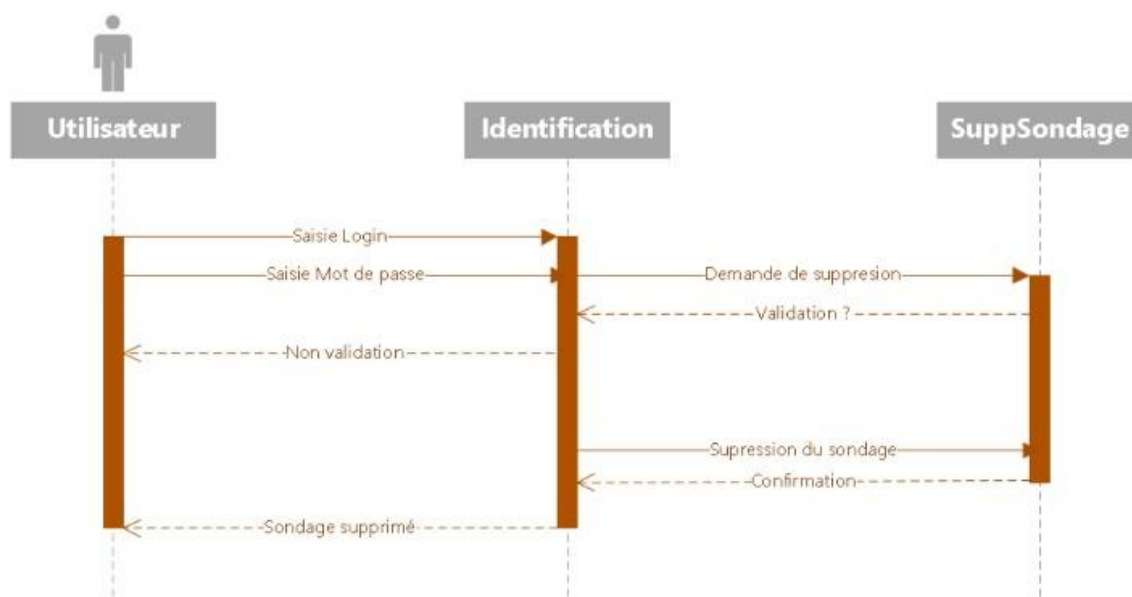 Utilisateur
Identification
SuppSondage
Saisie Login
Saisie Mot de passe
Demande de suppresion
Validation ?
Non validation
Supression du sondage
Confirmation
Sondage supprimé